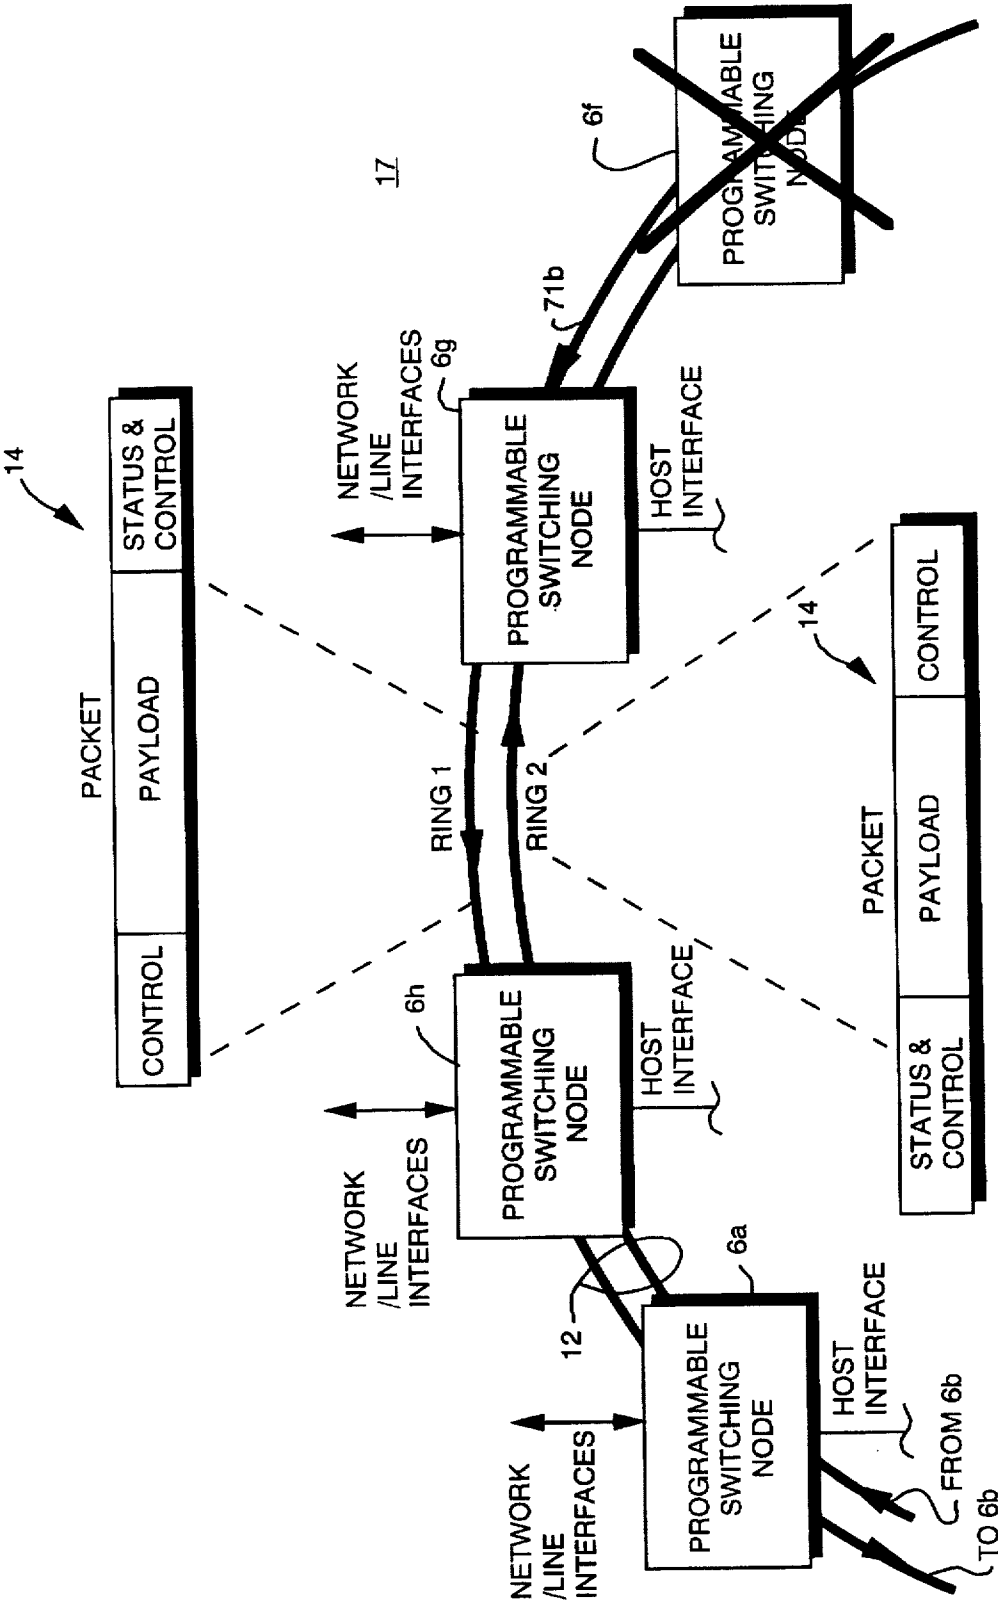 14
PACKET
CONTROL
PAYLOAD
STATUS &
CONTROL
17
NETWORK
/LINE
INTERFACES
6h
NETWORK
/LINE
INTERFACES
6g
RING 1
RING 2
PROGRAMMABLE
SWITCHING
NODE
PROGRAMMABLE
SWITCHING
NODE
71b
6f
PROGRAMMABLE
SWITCHING
NODE
HOST
INTERFACE
HOST
INTERFACE
NETWORK
/LINE
INTERFACES
12
6a
PROGRAMMABLE
SWITCHING
NODE
HOST
INTERFACE
14
PACKET
STATUS &
CONTROL
PAYLOAD
CONTROL
FROM 6b
TO 6b